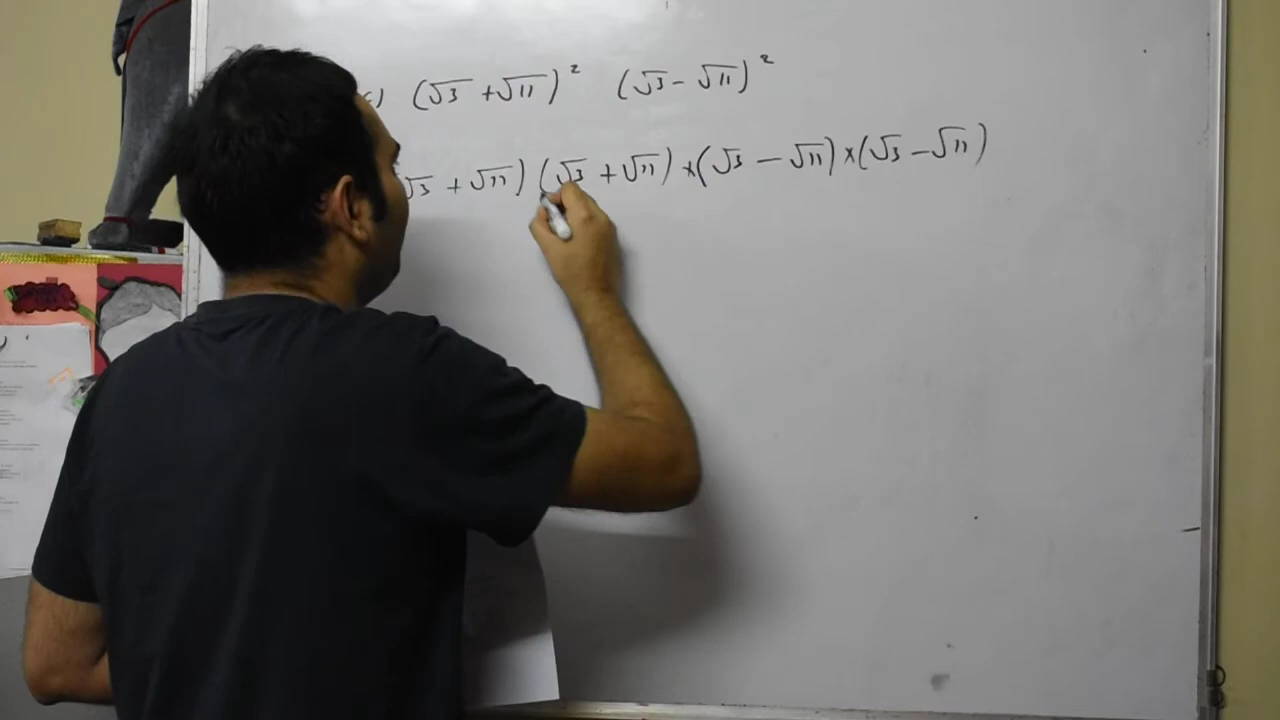 c) (√3 + √11)² (√3 - √11)²
√3 + √11) (√3 + √11) × (√3 - √11) × (√3 - √11)